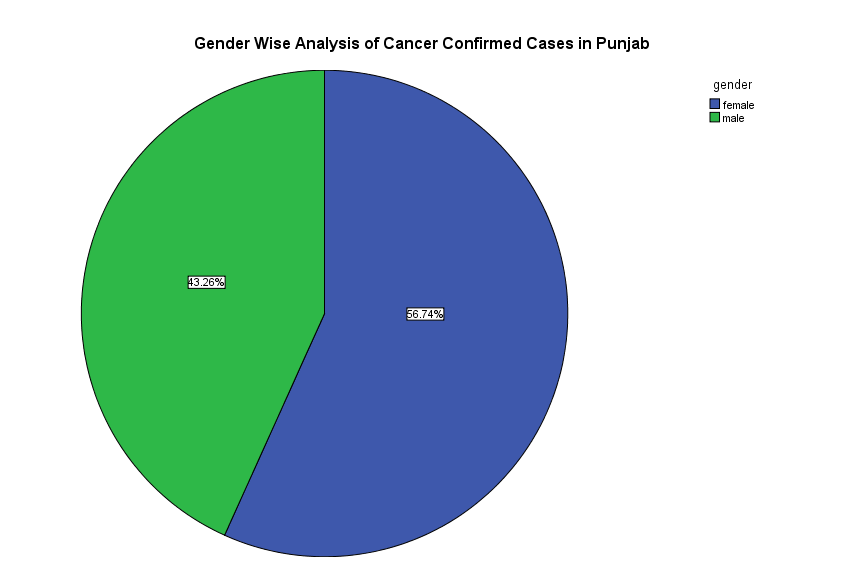 Gender Wise Analysis of Cancer Confirmed Cases in Punjab
gender
female
male
43.26%
56.74%